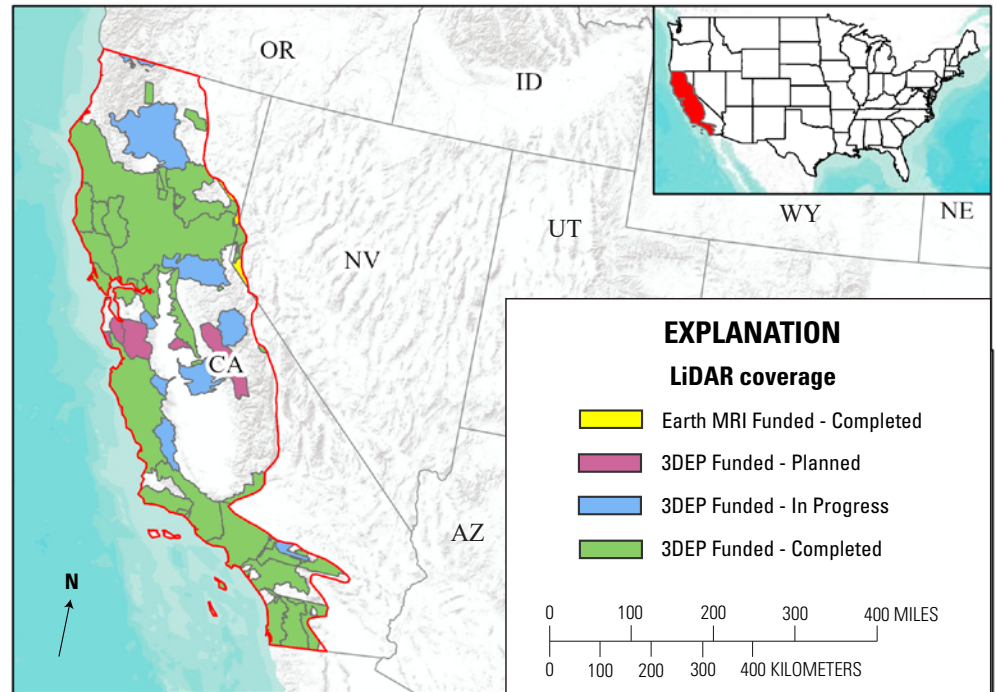 OR
ID
WY
NE
UT
NV
CA
AZ
N
EXPLANATION
LiDAR coverage
Earth MRI Funded - Completed
3DEP Funded - Planned
3DEP Funded - In Progress
3DEP Funded - Completed
0 100 200 300 400 MILES
0 100 200 300 400 KILOMETERS